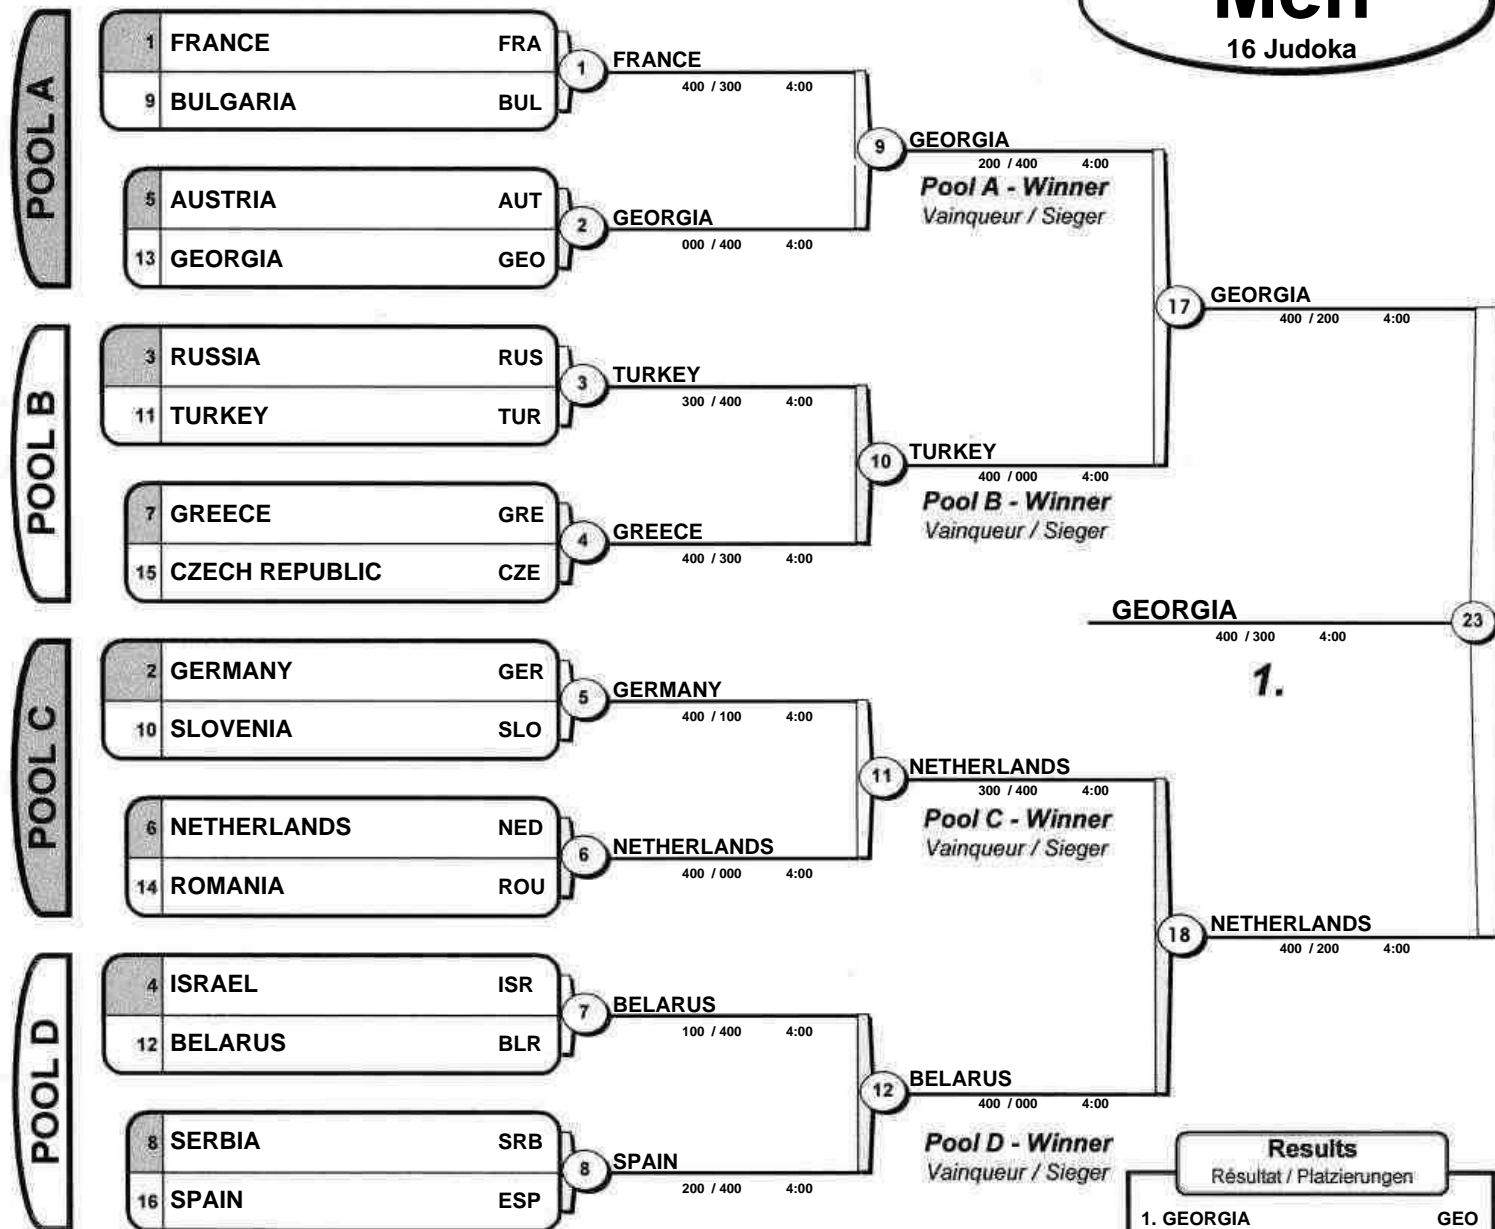 Men
16 Judoka
POOL A
1 FRANCE FRA
9 BULGARIA BUL
1 FRANCE
400 / 300 4:00
5 AUSTRIA AUT
13 GEORGIA GEO
2 GEORGIA
000 / 400 4:00
9 GEORGIA
200 / 400 4:00
Pool A - Winner
Vainqueur / Sieger
POOL B
3 RUSSIA RUS
11 TURKEY TUR
3 TURKEY
300 / 400 4:00
7 GREECE GRE
15 CZECH REPUBLIC CZE
4 GREECE
400 / 300 4:00
10 TURKEY
400 / 000 4:00
Pool B - Winner
Vainqueur / Sieger
17 GEORGIA
400 / 200 4:00
GEORGIA 23
400 / 300 4:00
1.
POOL C
2 GERMANY GER
10 SLOVENIA SLO
5 GERMANY
400 / 100 4:00
6 NETHERLANDS NED
14 ROMANIA ROU
6 NETHERLANDS
400 / 000 4:00
11 NETHERLANDS
300 / 400 4:00
Pool C - Winner
Vainqueur / Sieger
POOL D
4 ISRAEL ISR
12 BELARUS BLR
7 BELARUS
100 / 400 4:00
8 SERBIA SRB
16 SPAIN ESP
8 SPAIN
200 / 400 4:00
12 BELARUS
400 / 000 4:00
Pool D - Winner
Vainqueur / Sieger
18 NETHERLANDS
400 / 200 4:00
Results
Résultat / Platzierungen
1. GEORGIA GEO